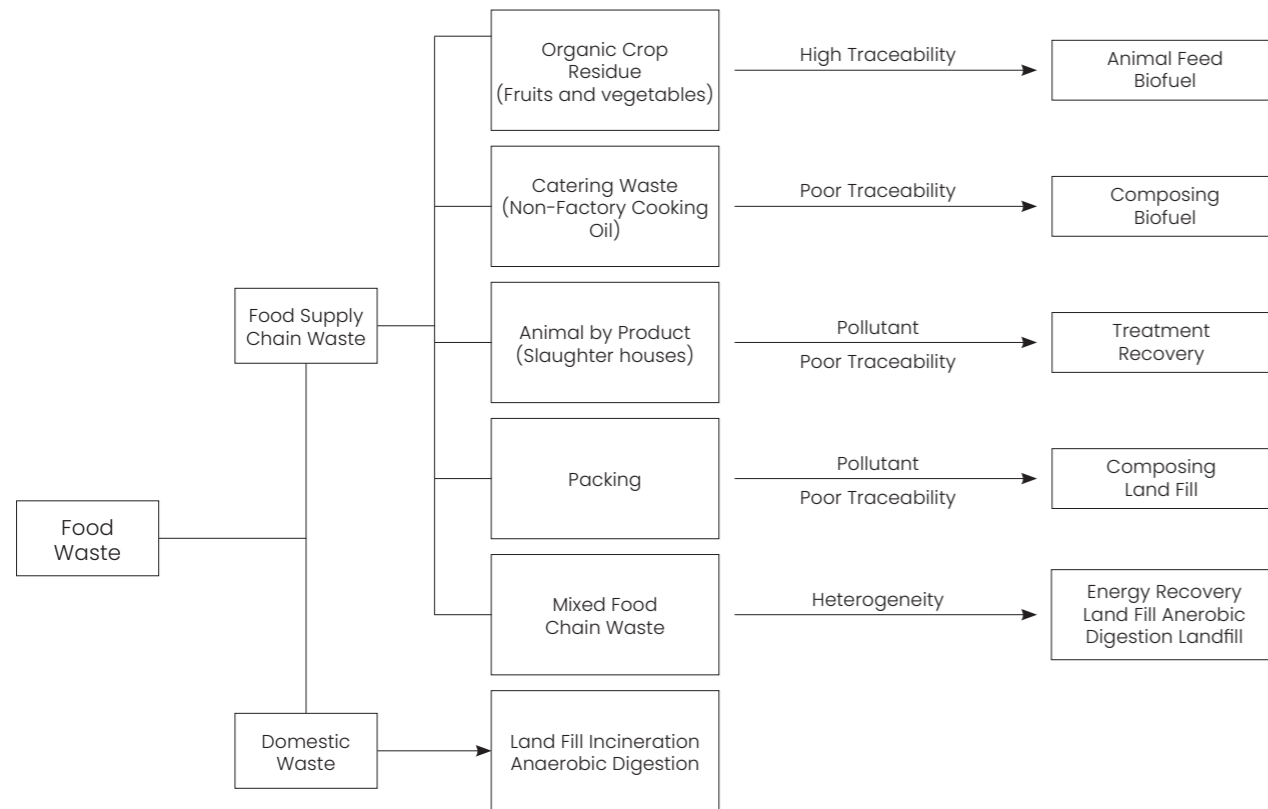 Organic Crop
Residue
(Fruits and vegetables)
High Traceability
Animal Feed
Biofuel
Catering Waste
(Non-Factory Cooking
Oil)
Poor Traceability
Composing
Biofuel
Food Supply
Chain Waste
Animal by Product
(Slaughter houses)
Pollutant
Poor Traceability
Treatment
Recovery
Packing
Pollutant
Poor Traceability
Composing
Land Fill
Food
Waste
Mixed Food
Chain Waste
Heterogeneity
Energy Recovery
Land Fill Anerobic
Digestion Landfill
Domestic
Waste
Land Fill Incineration
Anaerobic Digestion